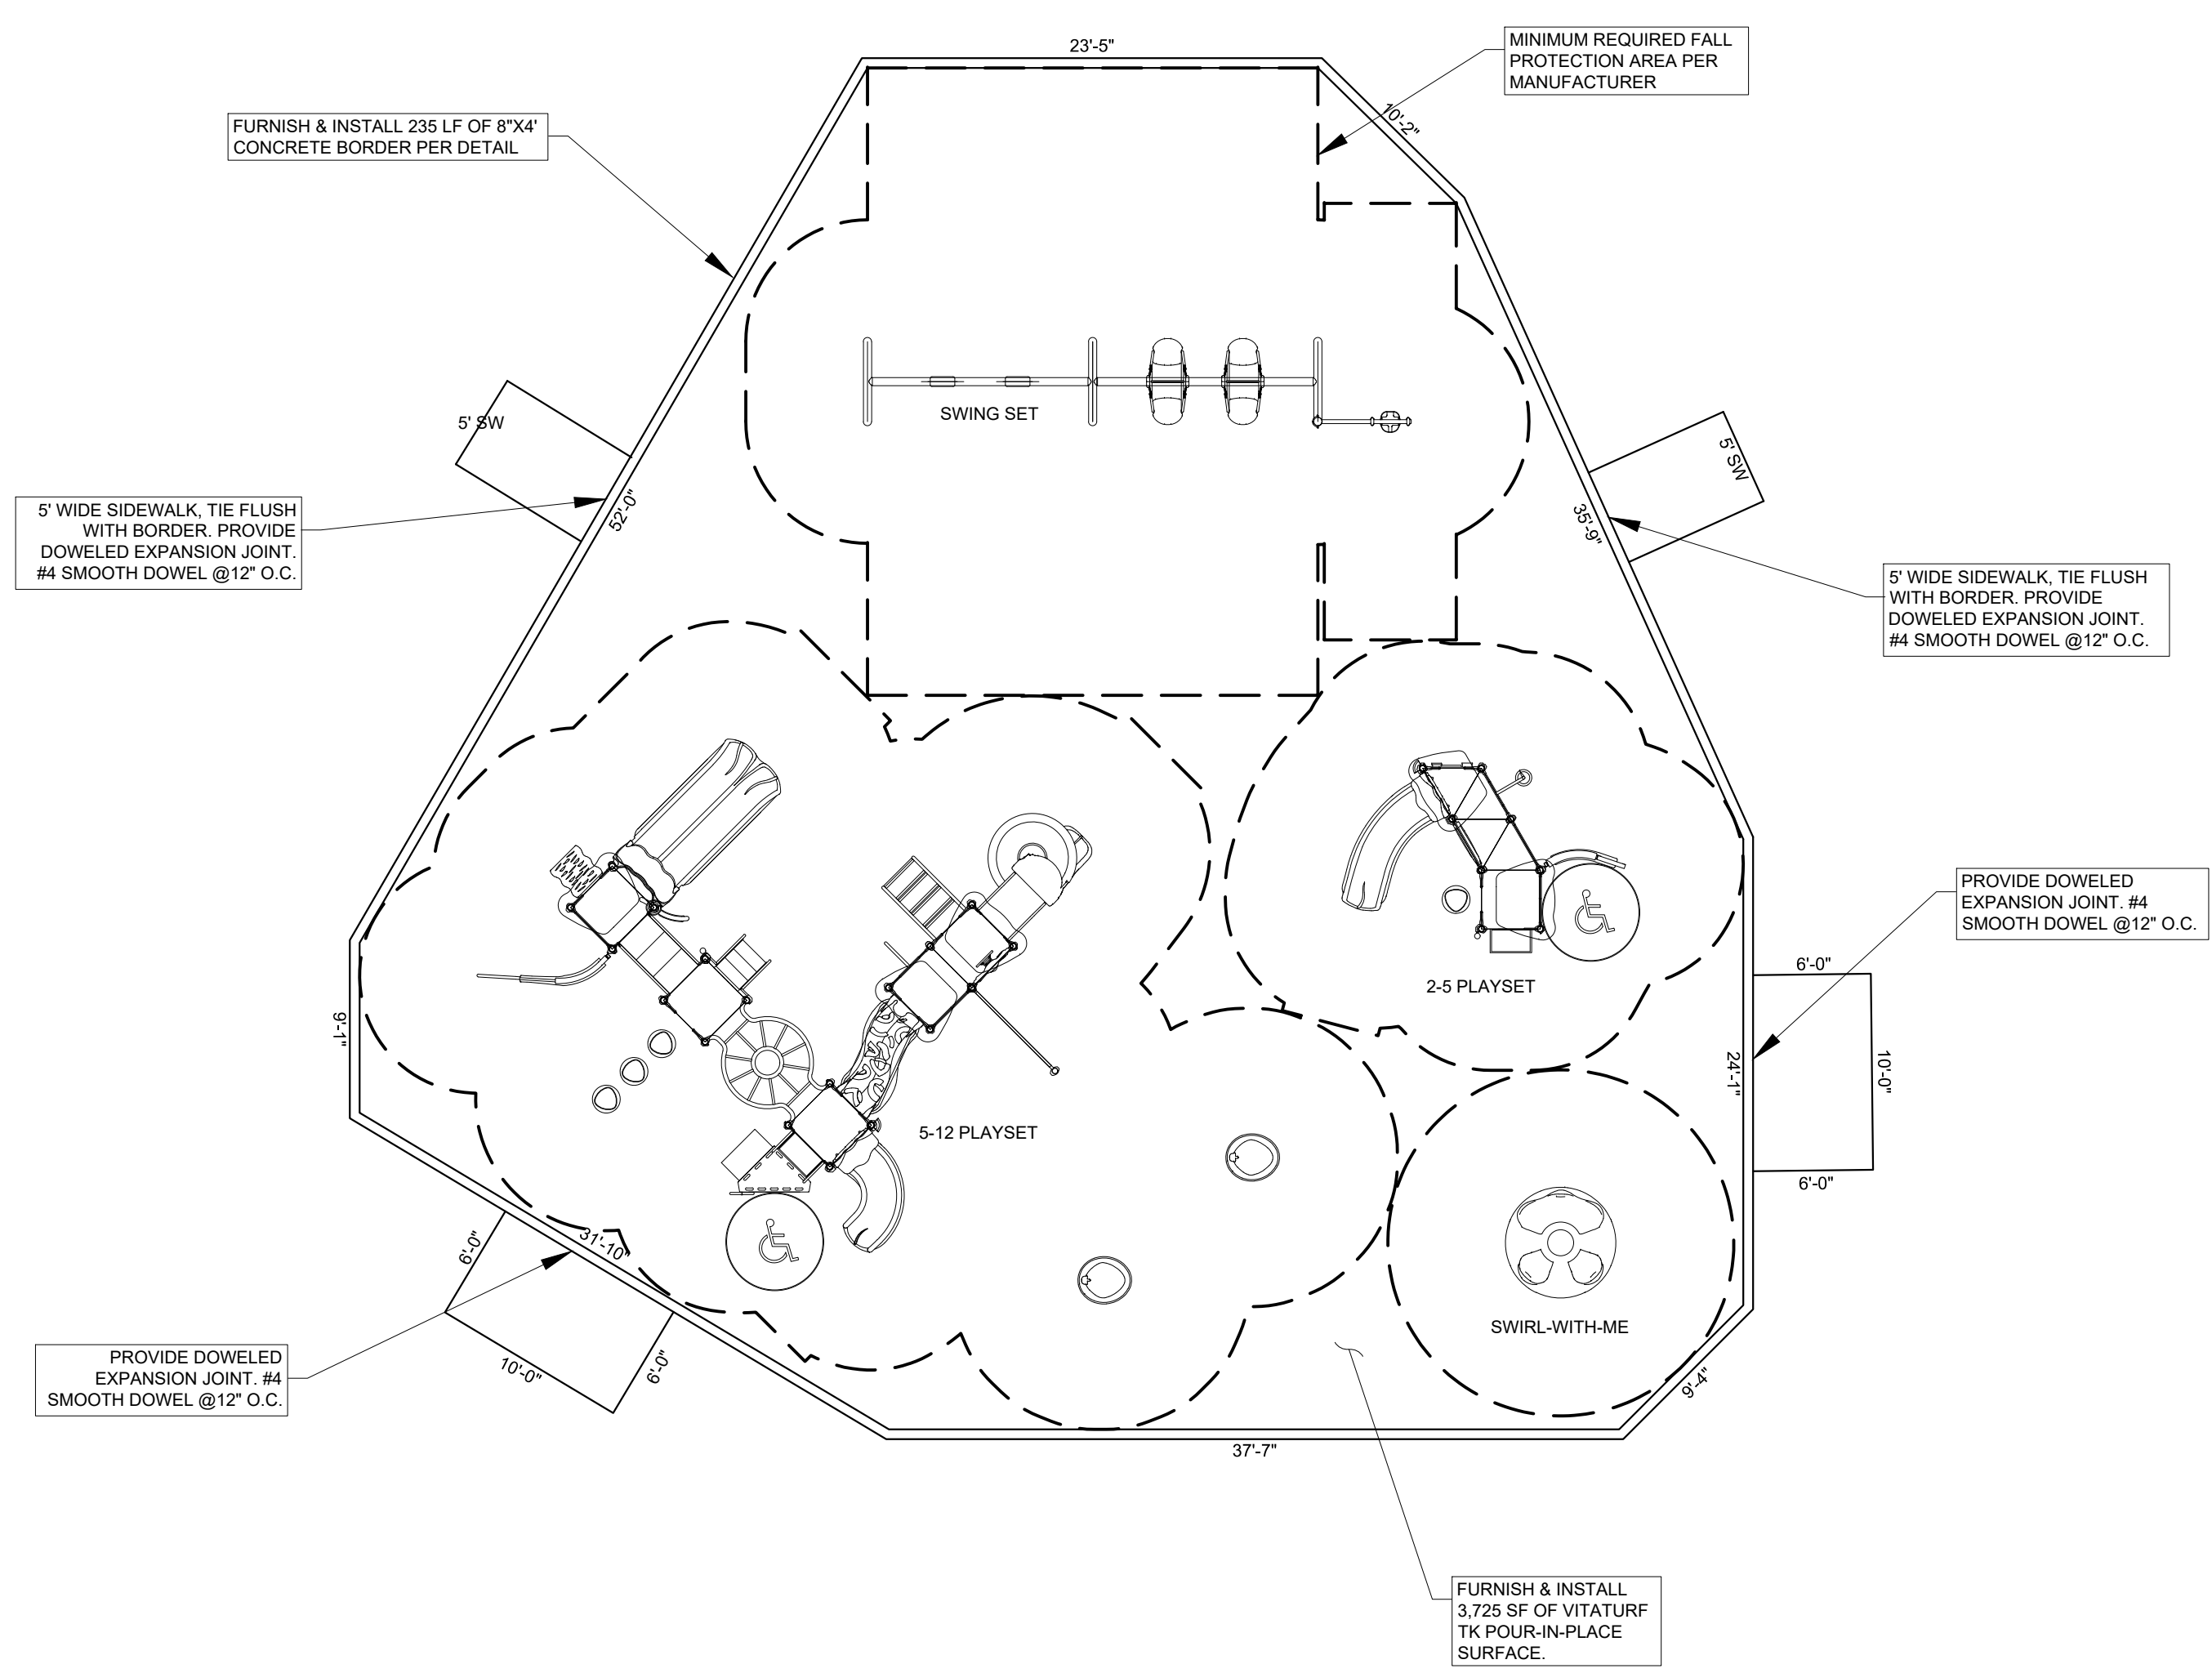 23'-5"
MINIMUM REQUIRED FALL
PROTECTION AREA PER
MANUFACTURER
10'-2"
FURNISH & INSTALL 235 LF OF 8"X4'
CONCRETE BORDER PER DETAIL
SWING SET
5' SW
5' SW
52'-0"
35'-9"
5' WIDE SIDEWALK, TIE FLUSH
WITH BORDER. PROVIDE
DOWELED EXPANSION JOINT.
#4 SMOOTH DOWEL @12" O.C.
5' WIDE SIDEWALK, TIE FLUSH
WITH BORDER. PROVIDE
DOWELED EXPANSION JOINT.
#4 SMOOTH DOWEL @12" O.C.
PROVIDE DOWELED
EXPANSION JOINT. #4
SMOOTH DOWEL @12" O.C.
6'-0"
2-5 PLAYSET
9'-1"
24'-1"
10'-0"
5-12 PLAYSET
6'-0"
31'-10"
6'-0"
SWIRL-WITH-ME
PROVIDE DOWELED
EXPANSION JOINT. #4
SMOOTH DOWEL @12" O.C.
10'-0"
6'-0"
9'-4"
37'-7"
FURNISH & INSTALL
3,725 SF OF VITATURF
TK POUR-IN-PLACE
SURFACE.